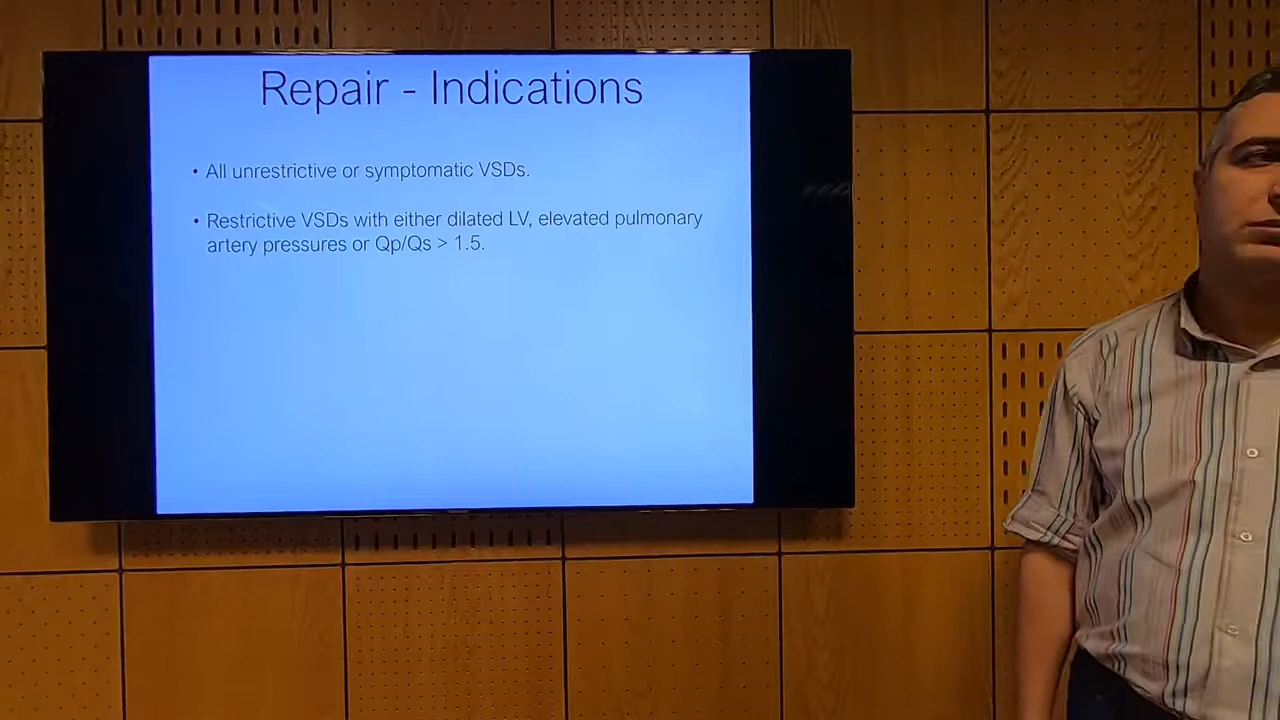 Repair - Indications
• All unrestrictive or symptomatic VSDs.
• Restrictive VSDs with either dilated LV, elevated pulmonary
artery pressures or Qp/Qs > 1.5.